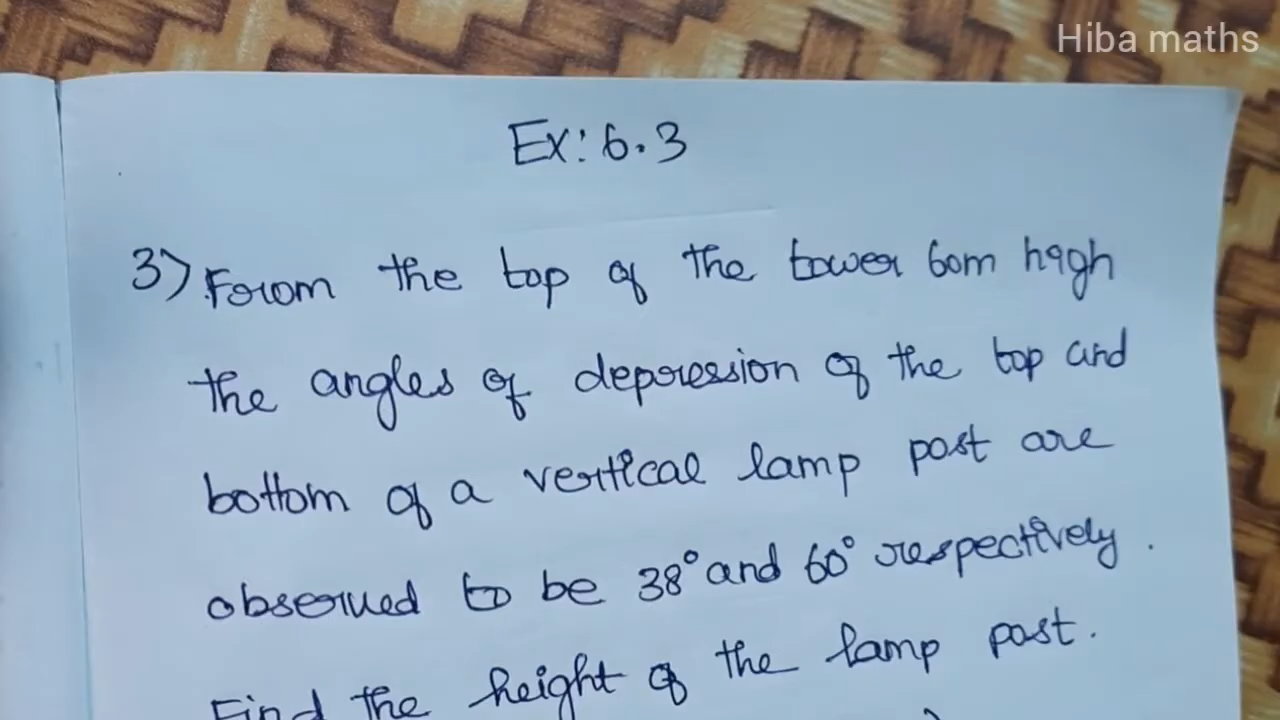 Hiba maths
Ex: 6.3
3) From the top of the tower 60m high
the angles of depression of the top and
bottom of a vertical lamp post are
observed to be 38° and 60° respectively.
Find the height of the lamp post.